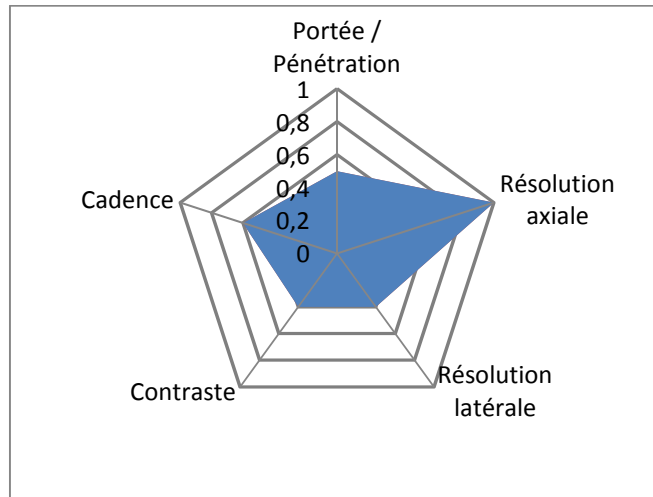 Portée /
Pénétration
1
0,8
0,6
0,4
0,2
0
Résolution
axiale
Résolution
latérale
Contraste
Cadence